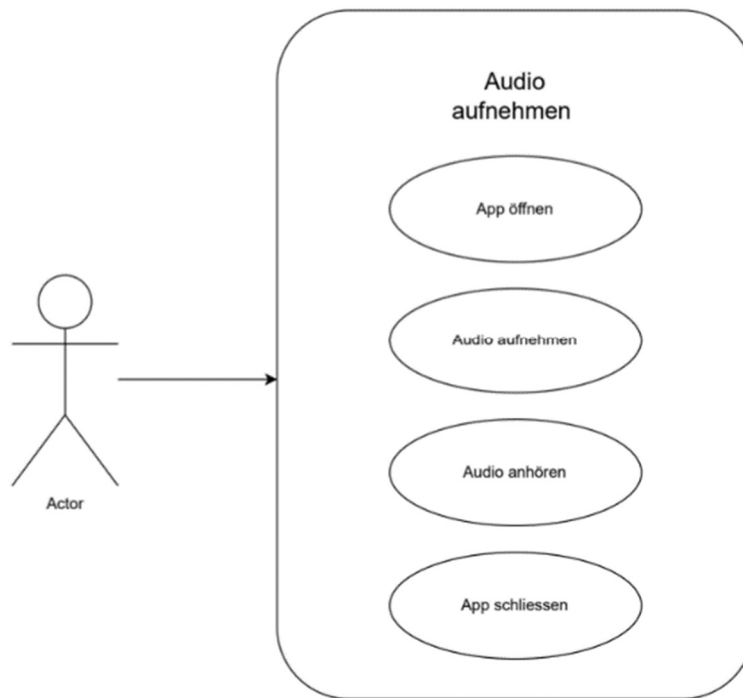 Audio
aufnehmen
App öffnen
Audio aufnehmen
Audio anhören
App schliessen
Actor